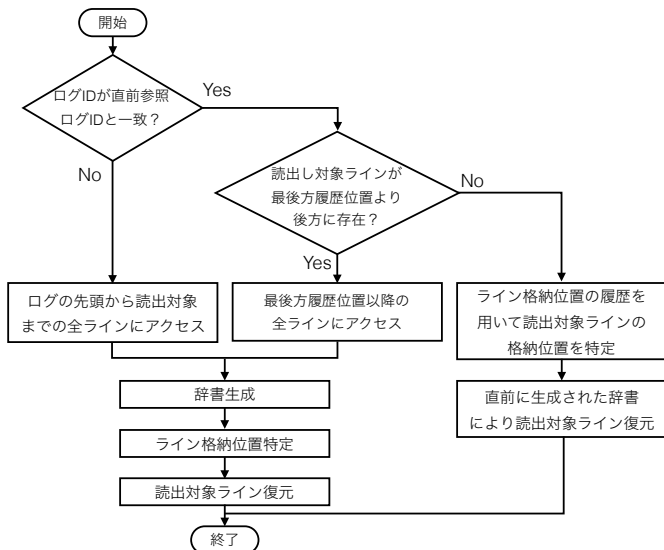 開始
ログIDが直前参照
ログIDと一致？
Yes
No
読出し対象ラインが
最後方履歴位置より
後方に存在？
No
Yes
ログの先頭から読出対象
までの全ラインにアクセス
最後方履歴位置以降の
全ラインにアクセス
ライン格納位置の履歴を
用いて読出対象ラインの
格納位置を特定
辞書生成
直前に生成された辞書
により読出対象ライン復元
ライン格納位置特定
読出対象ライン復元
終了